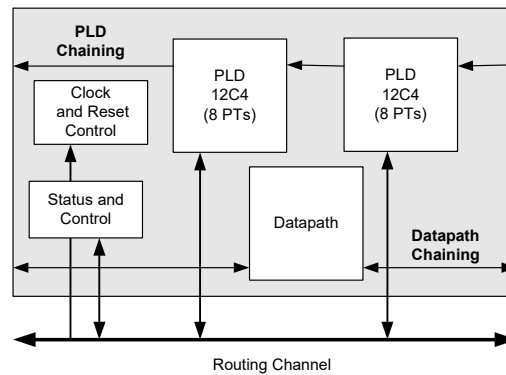 PLD
Chaining
Clock
and Reset
Control
PLD
12C4
(8 PTs)
PLD
12C4
(8 PTs)
Status and
Control
Datapath
Datapath
Chaining
Routing Channel